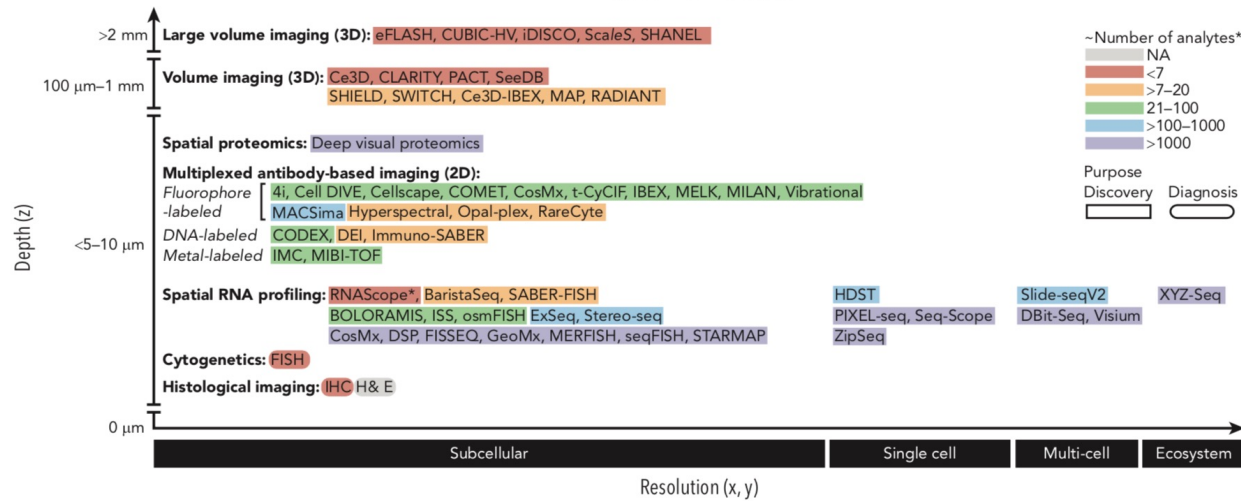 >2 mm
Large volume imaging (3D): eFLASH, CUBIC-HV, iDISCO, ScaleS, SHANEL
100 μm–1 mm
Volume imaging (3D): Ce3D, CLARITY, PACT, SeeDB
SHIELD, SWITCH, Ce3D-IBEX, MAP, RADIANT
~Number of analytes*
NA
<7
>7–20
21–100
>100–1000
>1000
Purpose
Discovery Diagnosis
Depth (z)
<5–10 μm
Spatial proteomics: Deep visual proteomics
Multiplexed antibody-based imaging (2D):
Fluorophore 4i, Cell DIVE, Cellscape, COMET, CosMx, t-CyCIF, IBEX, MELK, MILAN, Vibrational
-labeled MACSima Hyperspectral, Opal-plex, RareCyte
DNA-labeled CODEX, DEI, Immuno-SABER
Metal-labeled IMC, MIBI-TOF
Spatial RNA profiling: RNAScope*, BaristaSeq, SABER-FISH HDST Slide-seqV2 XYZ-Seq
BOLORAMIS, ISS, osmFISH ExSeq, Stereo-seq PIXEL-seq, Seq-Scope DBit-Seq, Visium
CosMx, DSP, FISSEQ, GeoMx, MERFISH, seqFISH, STARMAP ZipSeq
Cytogenetics: FISH
Histological imaging: IHC H& E
0 μm
Subcellular Single cell Multi-cell Ecosystem
Resolution (x, y)